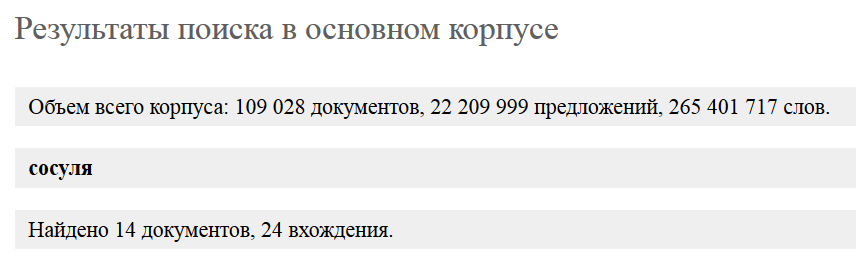 Результаты поиска в основном корпусе
Объем всего корпуса: 109 028 документов, 22 209 999 предложений, 265 401 717 слов.
сосуля
Найдено 14 документов, 24 вхождения.